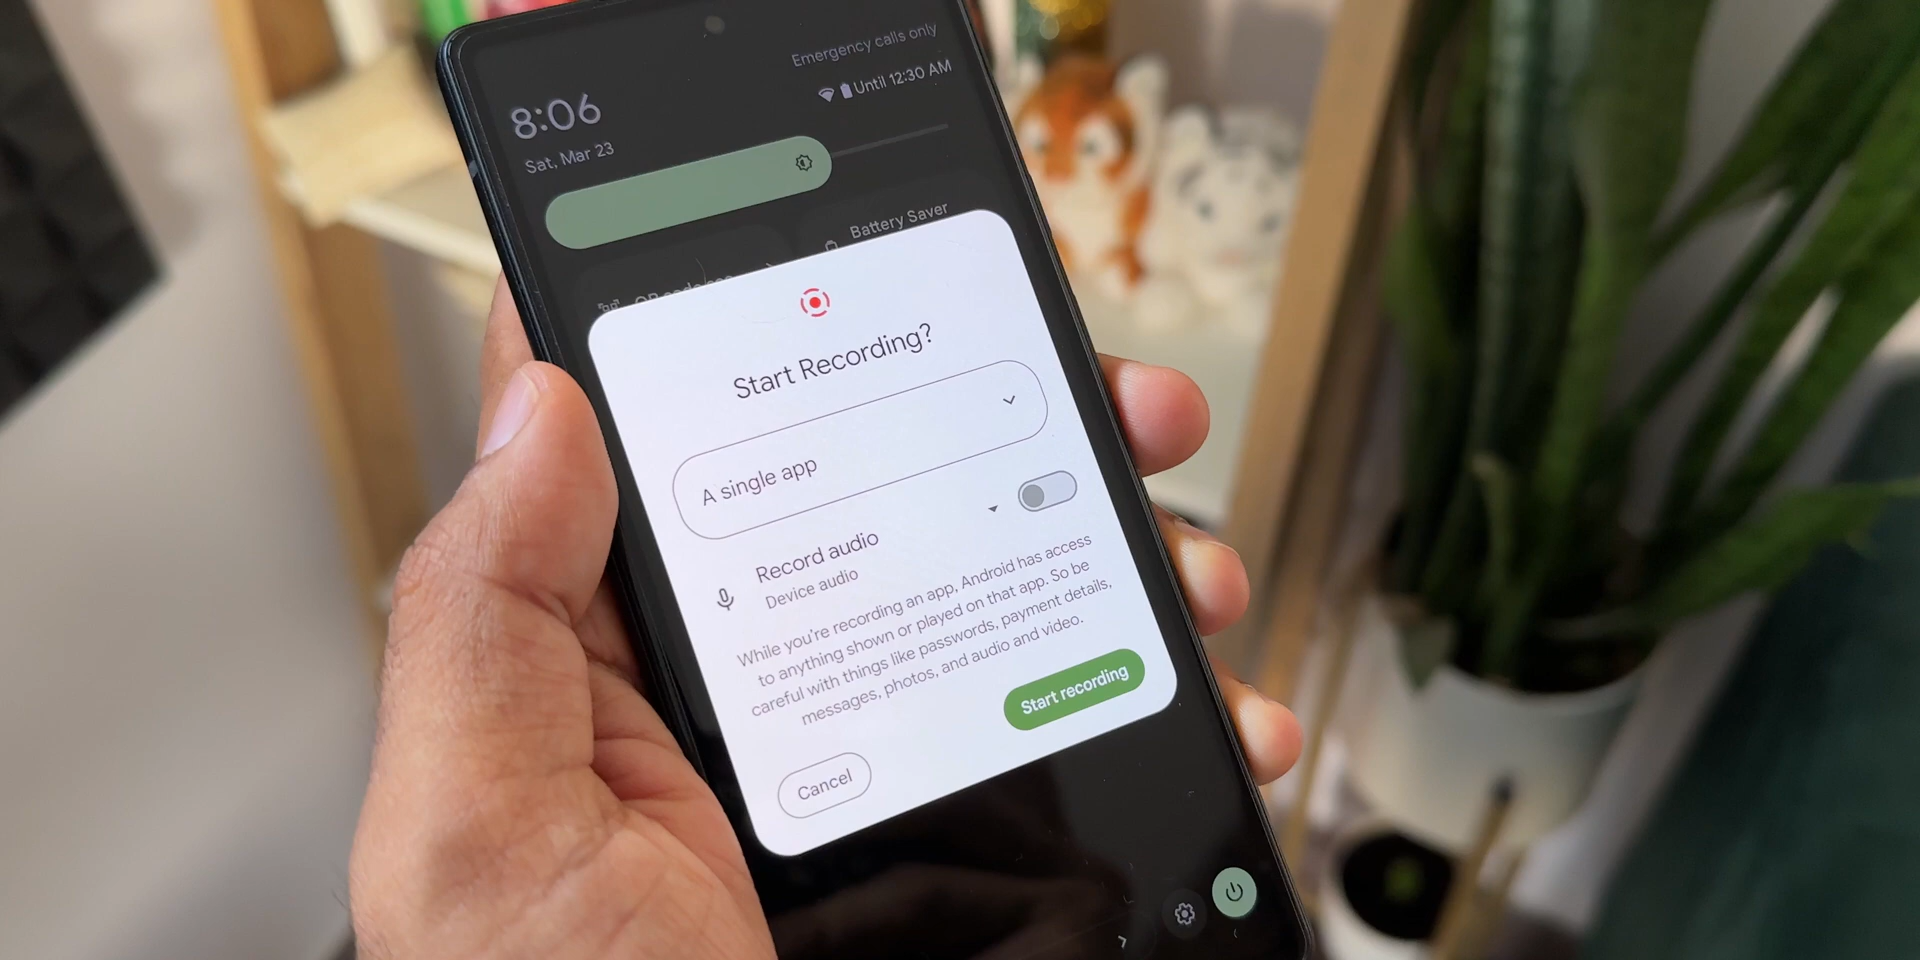 Emergency calls only
8:06
Until 12:30 AM
Sat, Mar 23
Battery Saver
Start Recording?
A single app
Record audio
Device audio
While you're recording an app, Android has access
to anything shown or played on that app. So be
careful with things like passwords, payment details,
messages, photos, and audio and video.
Start recording
Cancel